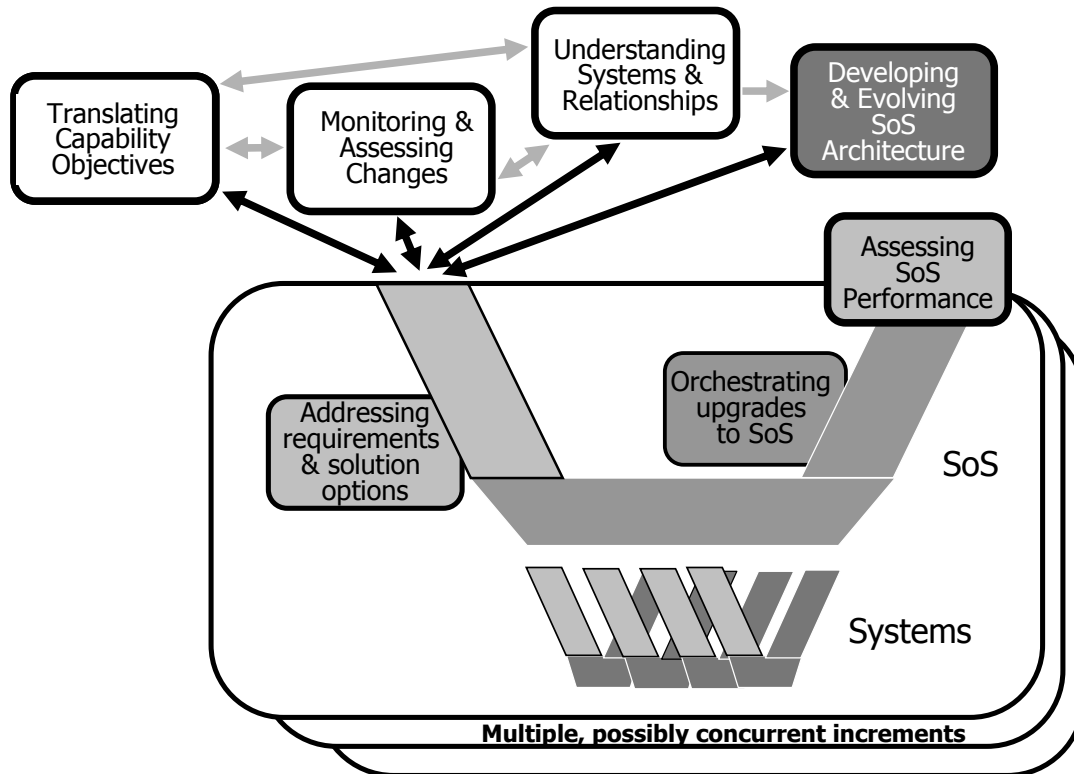 Translating
Capability
Objectives
Monitoring &
Assessing
Changes
Understanding
Systems &
Relationships
Developing
& Evolving
SoS
Architecture
Assessing
SoS
Performance
Addressing
requirements
& solution
options
Orchestrating
upgrades
to SoS
SoS
Systems
Multiple, possibly concurrent increments